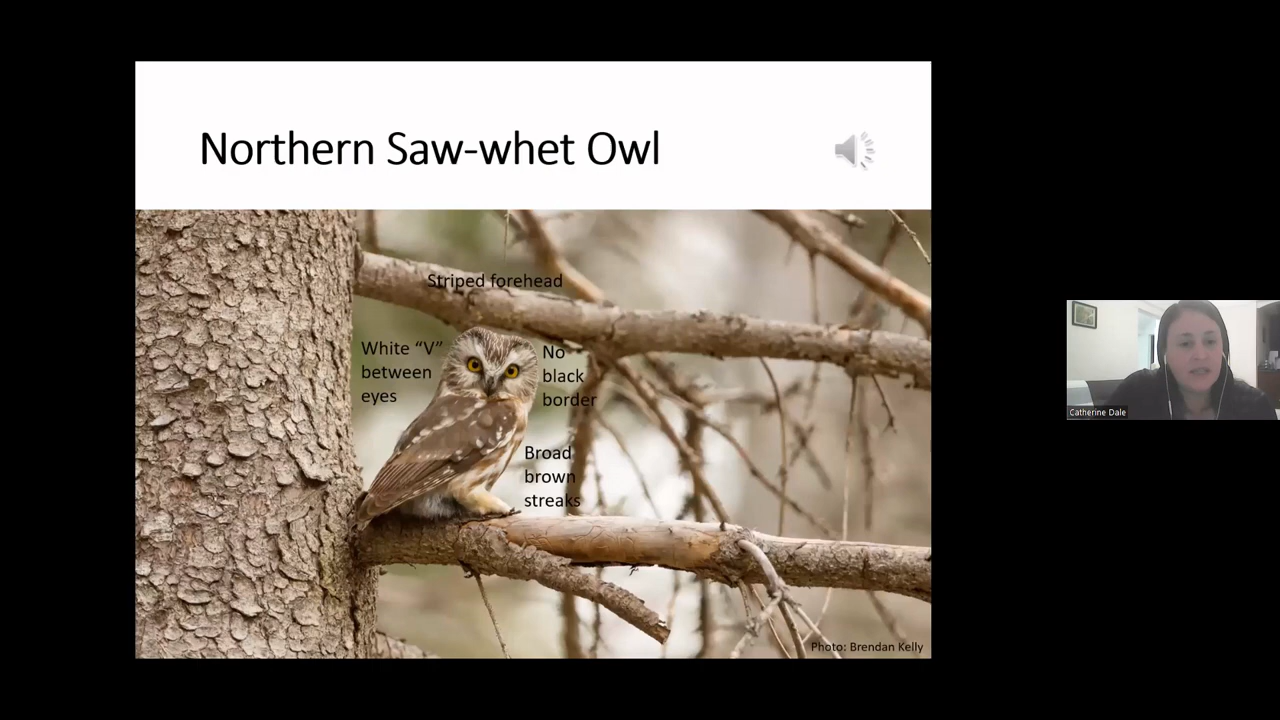 Northern Saw-whet Owl
Striped forehead
White “V”
between
eyes
No
black
border
Broad
brown
streaks
Photo: Brendan Kelly
Catherine Dale